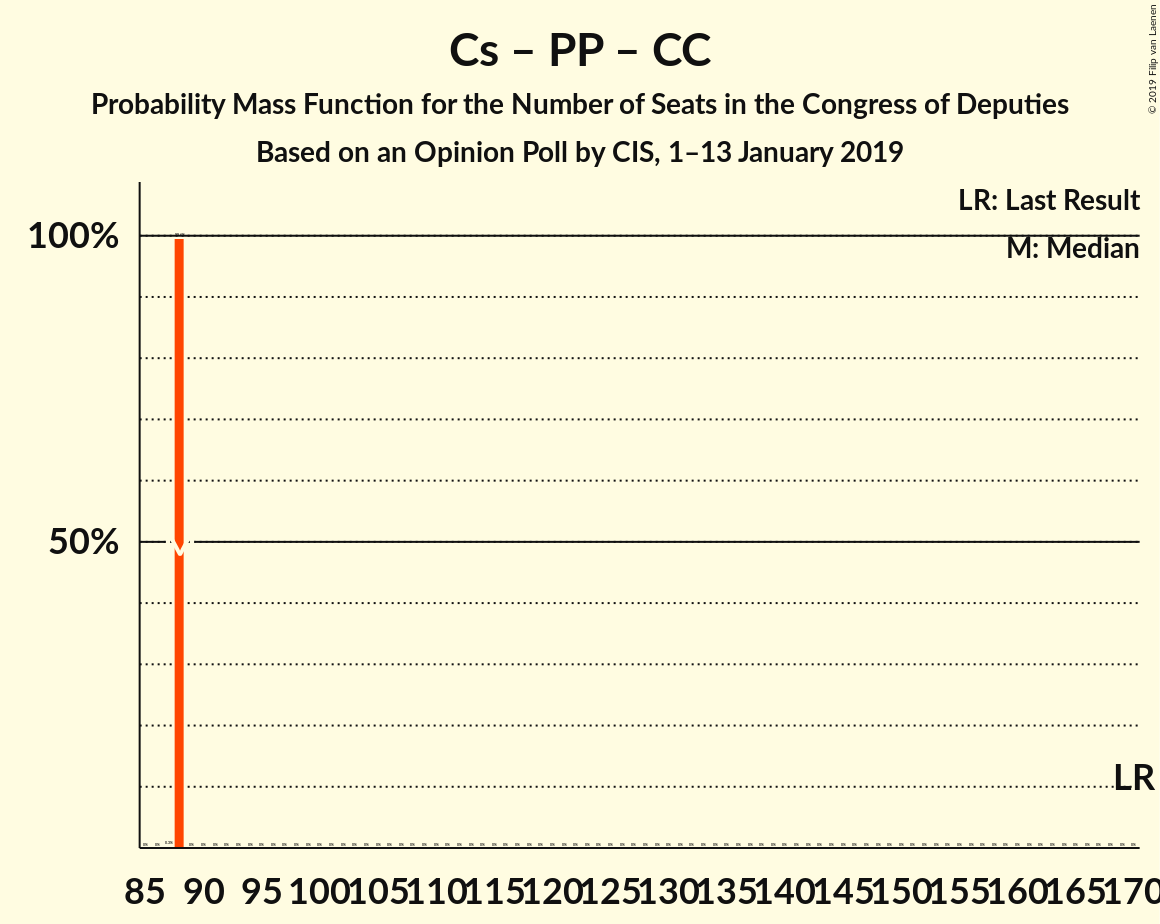 Cs – PP – CC
Probability Mass Function for the Number of Seats in the Congress of Deputies
Based on an Opinion Poll by CIS, 1–13 January 2019
© 2019 Filip van Laenen
LR: Last Result
M: Median
100%
50%
LR
85 90 95 100 105 110 115 120 125 130 135 140 145 150 155 160 165 170